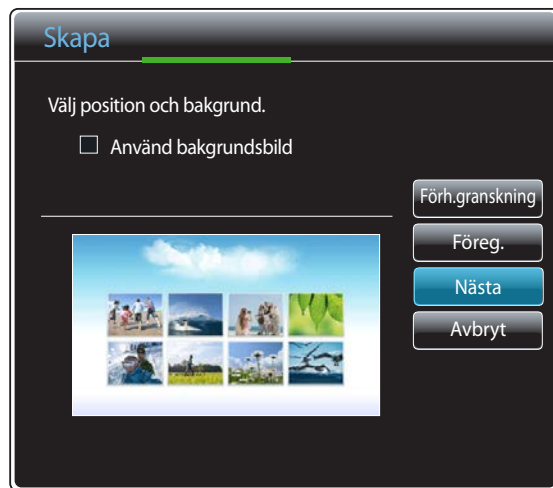 Skapa
Välj position och bakgrund.
Använd bakgrundsbild
Förh.granskning
Föreg.
Nästa
Avbryt